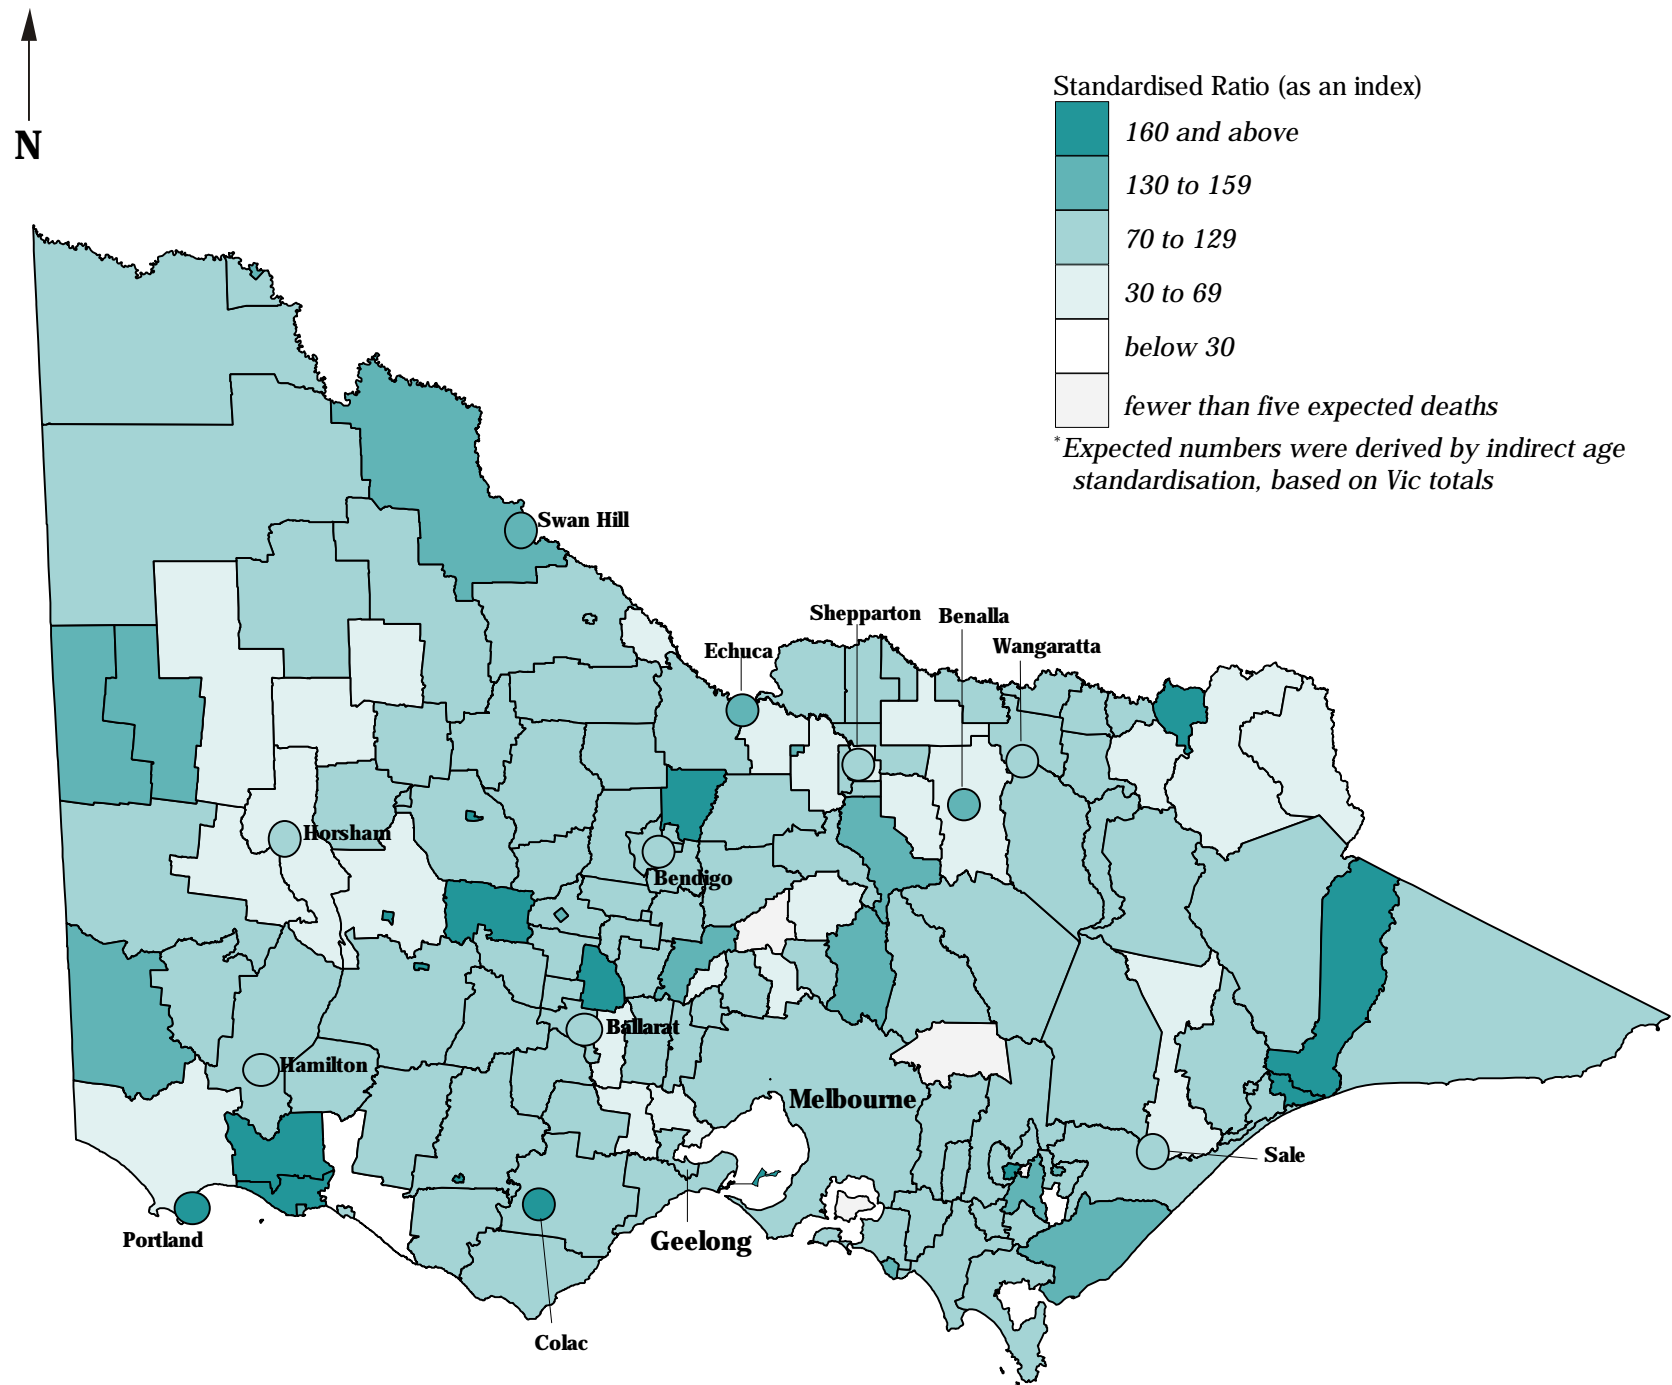 N
Standardised Ratio (as an index)
160 and above
130 to 159
70 to 129
30 to 69
below 30
fewer than five expected deaths
*Expected numbers were derived by indirect age
standardisation, based on Vic totals
Swan Hill
Shepparton
Benalla
Echuca
Wangaratta
Horsham
Bendigo
Ballarat
Hamilton
Melbourne
Sale
Portland
Geelong
Colac